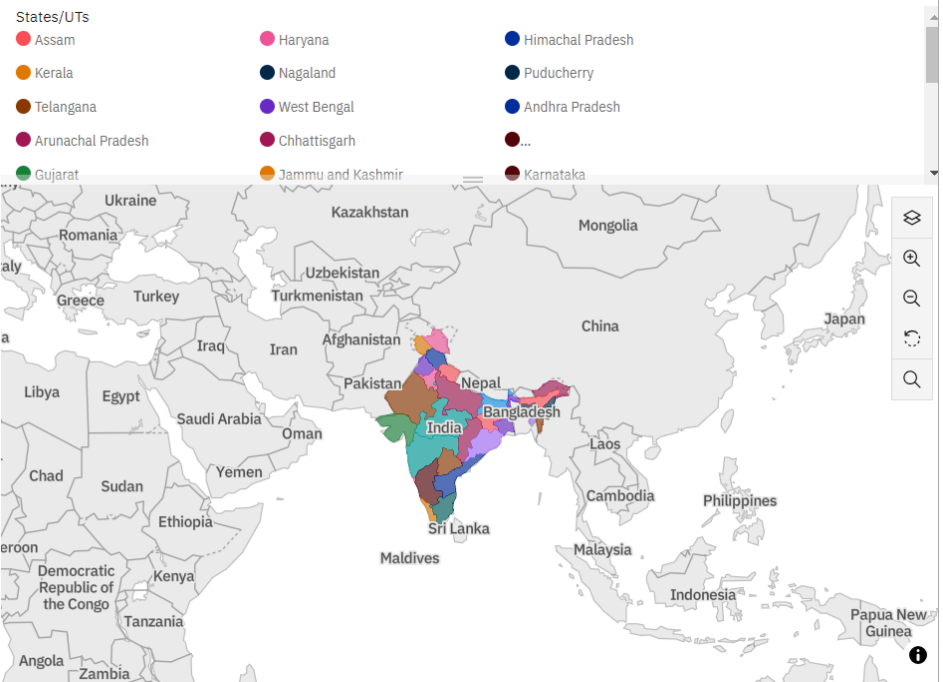 States/UTs
Assam
Haryana
Himachal Pradesh
Kerala
Nagaland
Puducherry
Telangana
West Bengal
Andhra Pradesh
Arunachal Pradesh
Chhattisgarh
...
Gujarat
Jammu and Kashmir
Karnataka
Ukraine
Kazakhstan
Mongolia
Romania
aly
Uzbekistan
Greece
Turkey
Turkmenistan
Japan
China
a
Iraq
Iran
Afghanistan
Libya
Egypt
Pakistan
Nepal
Saudi Arabia
Bangladesh
Oman
India
Laos
Chad
Sudan
Yemen
Cambodia
Philippines
Ethiopia
Sri Lanka
eroon
Maldives
Malaysia
Democratic
Republic of
the Congo
Kenya
Indonesia
Tanzania
Papua New
Guinea
Angola
Zambia